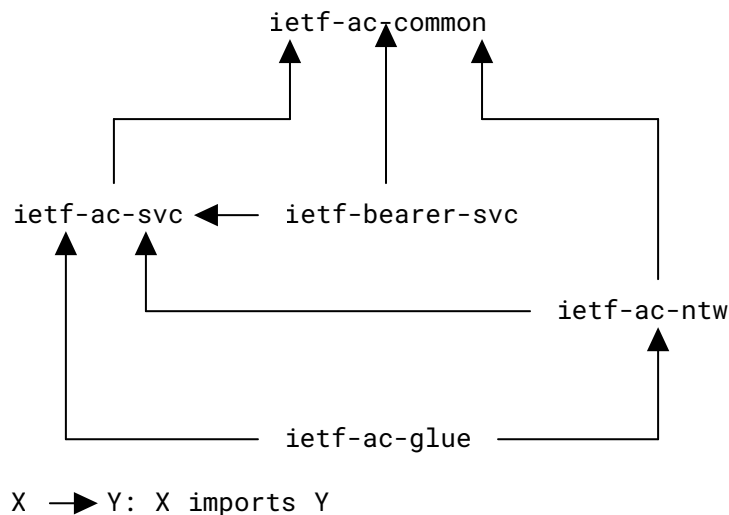 ietf-ac-common
ietf-ac-svc ietf-bearer-svc
ietf-ac-ntw
ietf-ac-glue
X Y: X imports Y